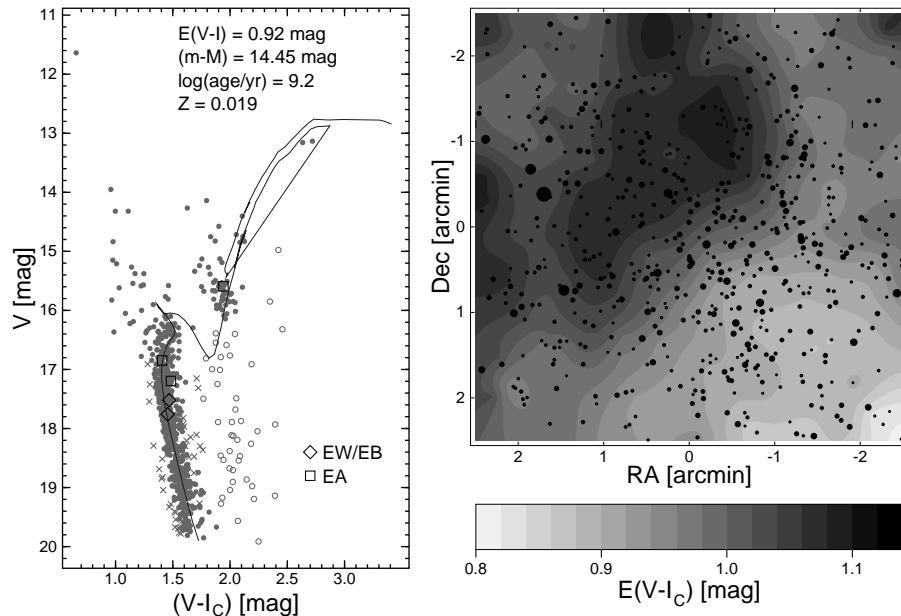 E(V-I) = 0.92 mag
(m-M) = 14.45 mag
log(age/yr) = 9.2
Z = 0.019
12
13
14
15
16
17
18
19
20
V [mag]
EW/EB
EA
1.0 1.5 2.0 2.5 3.0
(V-I_C) [mag]
-2
-1
0
1
2
Dec [arcmin]
2 1 0 -1 -2
RA [arcmin]
0.8 0.9 1.0 1.1
E(V-I_C) [mag]